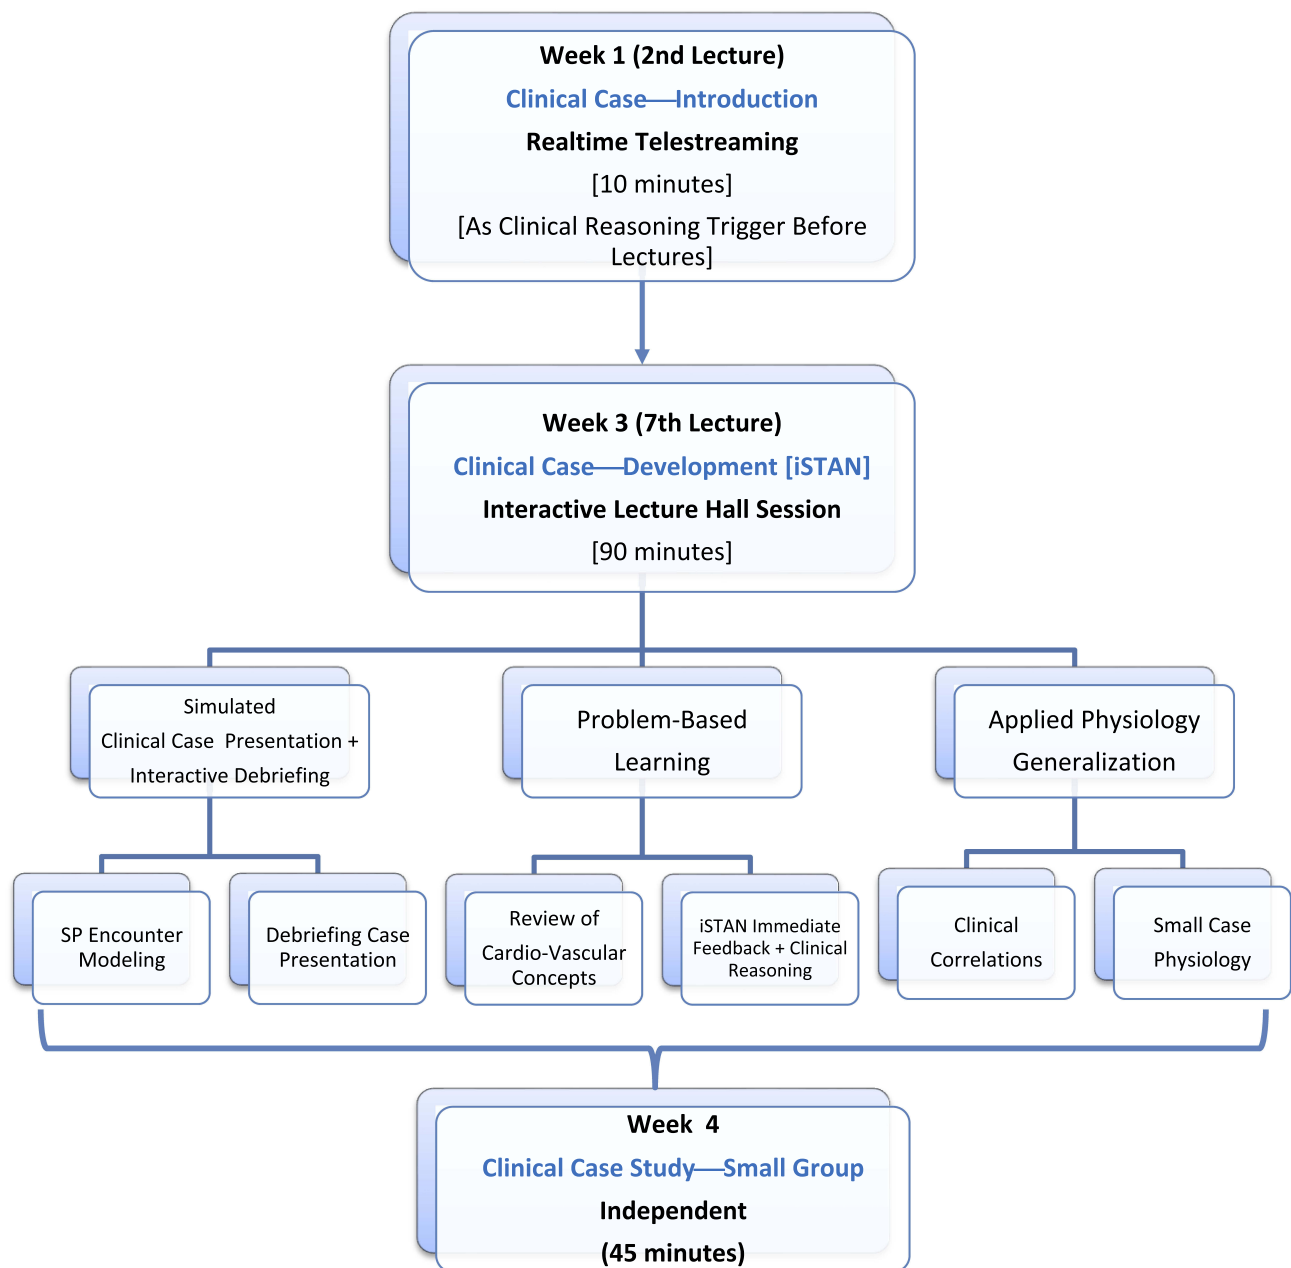 Week 1 (2nd Lecture)
Clinical Case—Introduction
Realtime Telestreaming
[10 minutes]
[As Clinical Reasoning Trigger Before
Lectures]
Week 3 (7th Lecture)
Clinical Case—Development [iSTAN]
Interactive Lecture Hall Session
[90 minutes]
Simulated
Clinical Case Presentation +
Interactive Debriefing
Problem-Based
Learning
Applied Physiology
Generalization
SP Encounter
Modeling
Debriefing Case
Presentation
Review of
Cardio-Vascular
Concepts
iSTAN Immediate
Feedback + Clinical
Reasoning
Clinical
Correlations
Small Case
Physiology
Week 4
Clinical Case Study—Small Group
Independent
(45 minutes)